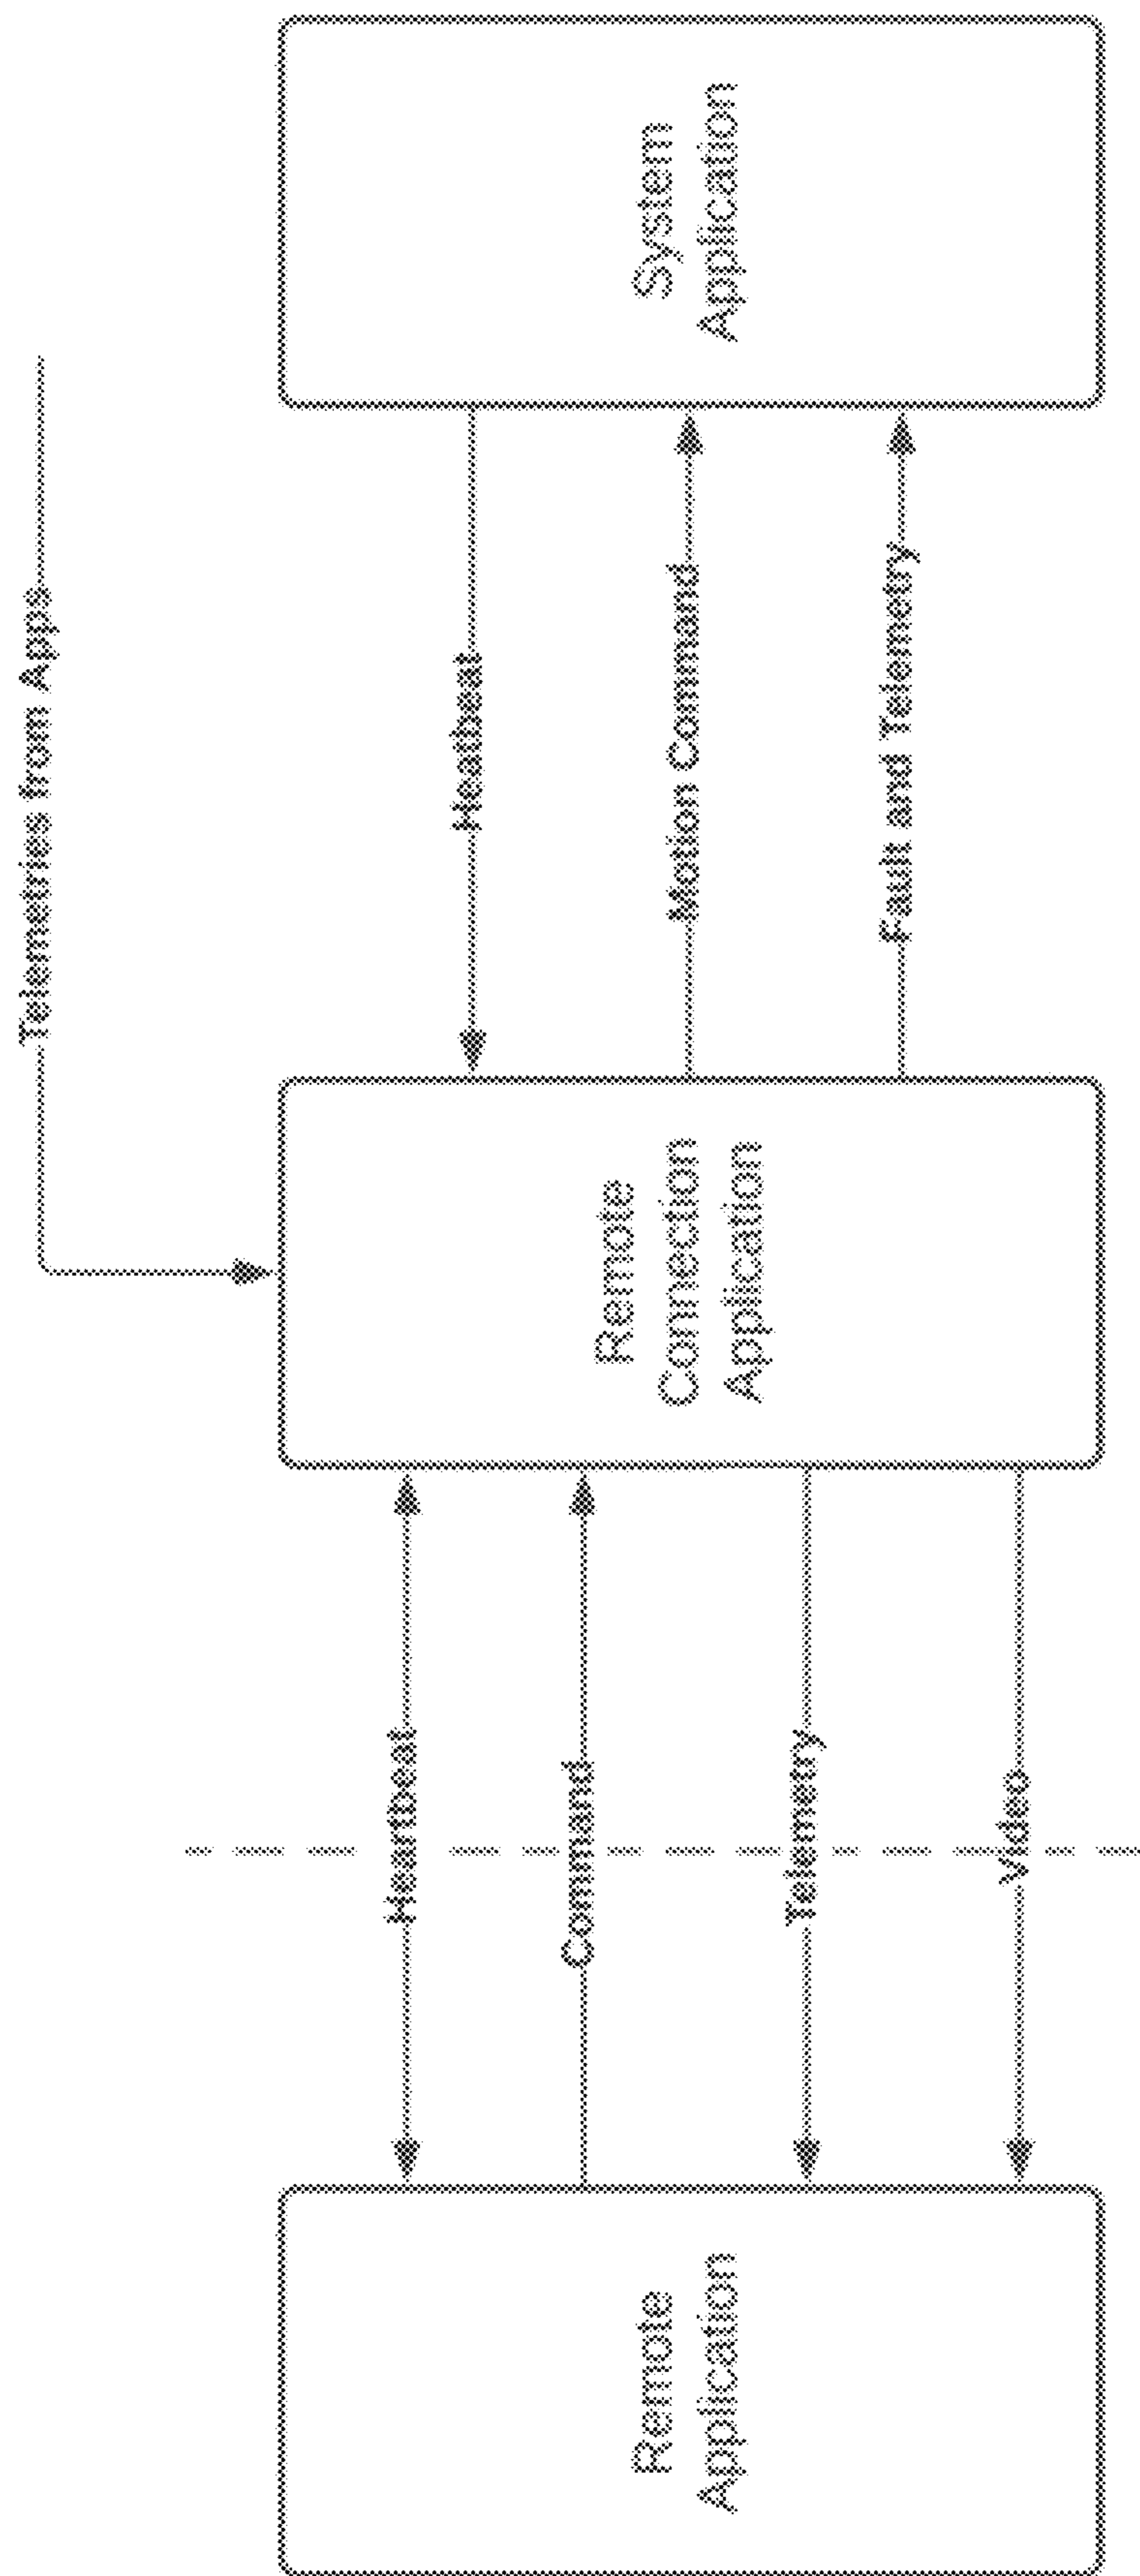 Telemetries from Apps
Remote
Application
Heartbeat
Command
Telemetry
Video
Remote
Connection
Application
Heatbeat
Motion Command
Fault and Telemetry
System
Application